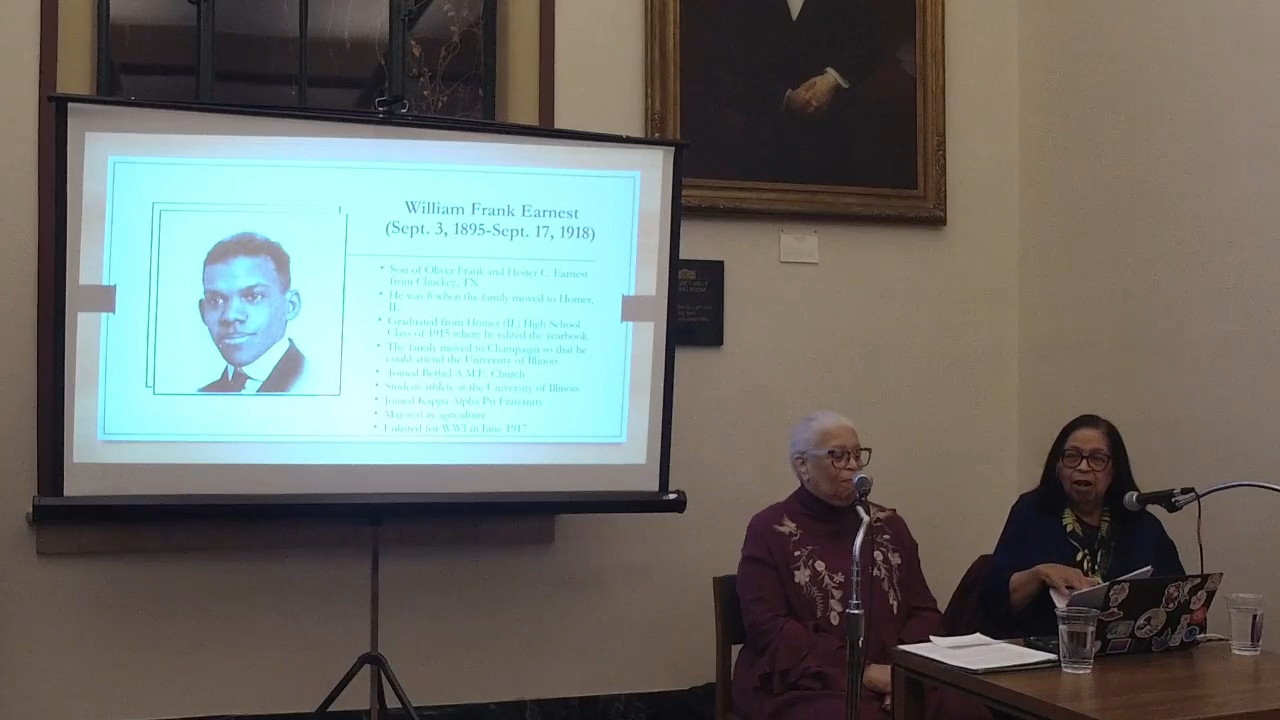 William Frank Earnest
(Sept. 3, 1895-Sept. 17, 1918)
• Son of Oliver Frank and Hester C. Earnest
from Chuckey, TN
• He was 8 when the family moved to Homer,
IL.
• Graduated from Homer (IL) High School
Class of 1915 where he edited the yearbook.
• The family moved to Champaign so that he
could attend the University of Illinois
• Joined Bethel A.M.E. Church
• Student athlete at the University of Illinois
• Joined Kappa Alpha Psi Fraternity
• Majored in agriculture
• Enlisted for WWI in June 1917